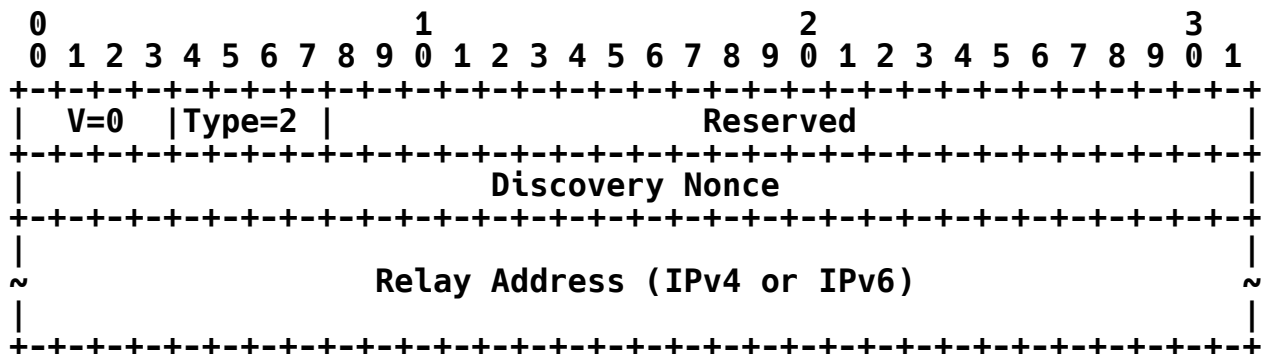 0                   1                   2                   3
 0 1 2 3 4 5 6 7 8 9 0 1 2 3 4 5 6 7 8 9 0 1 2 3 4 5 6 7 8 9 0 1
+-+-+-+-+-+-+-+-+-+-+-+-+-+-+-+-+-+-+-+-+-+-+-+-+-+-+-+-+-+-+-+-+
|  V=0  |Type=2 |                   Reserved                    |
+-+-+-+-+-+-+-+-+-+-+-+-+-+-+-+-+-+-+-+-+-+-+-+-+-+-+-+-+-+-+-+-+
|                        Discovery Nonce                        |
+-+-+-+-+-+-+-+-+-+-+-+-+-+-+-+-+-+-+-+-+-+-+-+-+-+-+-+-+-+-+-+-+
|                                                               |
~                  Relay Address (IPv4 or IPv6)                 ~
|                                                               |
+-+-+-+-+-+-+-+-+-+-+-+-+-+-+-+-+-+-+-+-+-+-+-+-+-+-+-+-+-+-+-+-+